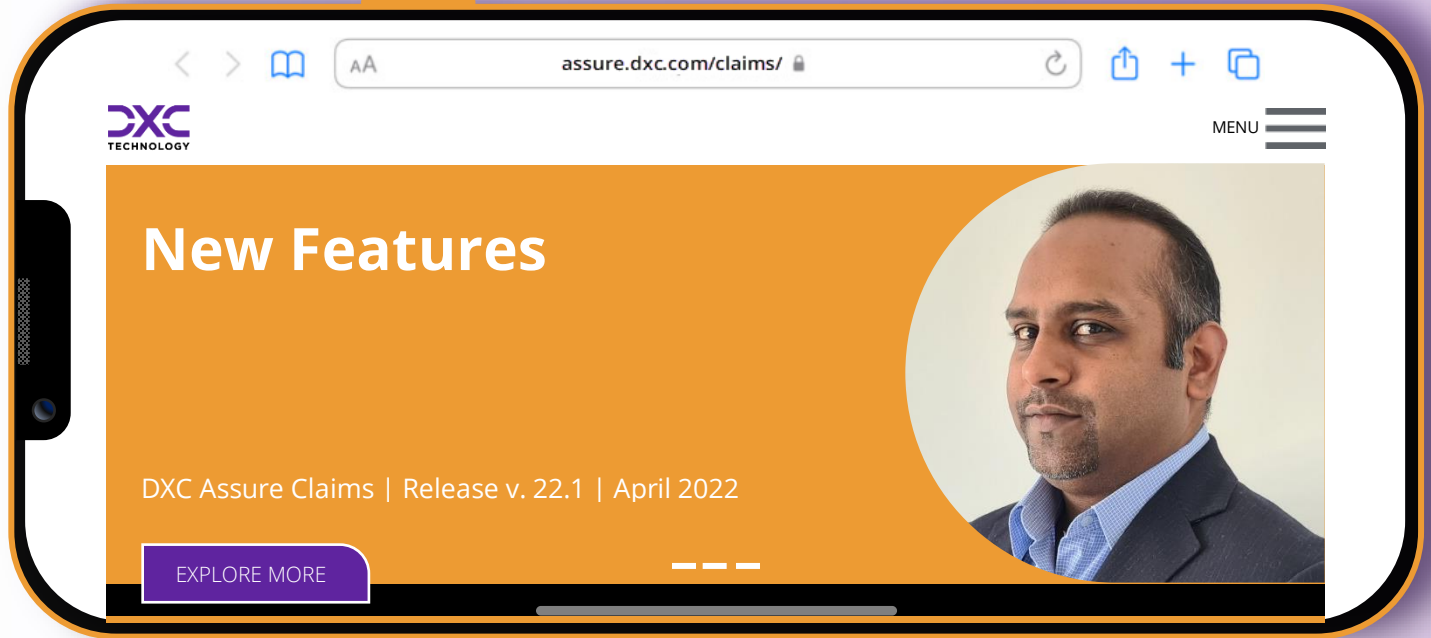 AA
assure.dxc.com/claims/
DXC
TECHNOLOGY
MENU
New Features
DXC Assure Claims | Release v. 22.1 | April 2022
EXPLORE MORE